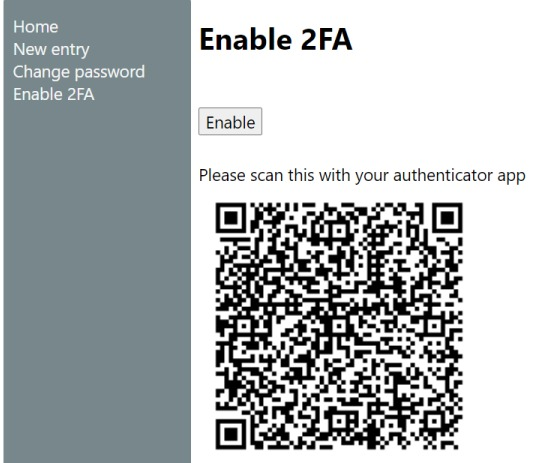 Home
New entry
Change password
Enable 2FA
Enable 2FA
Enable
Please scan this with your authenticator app